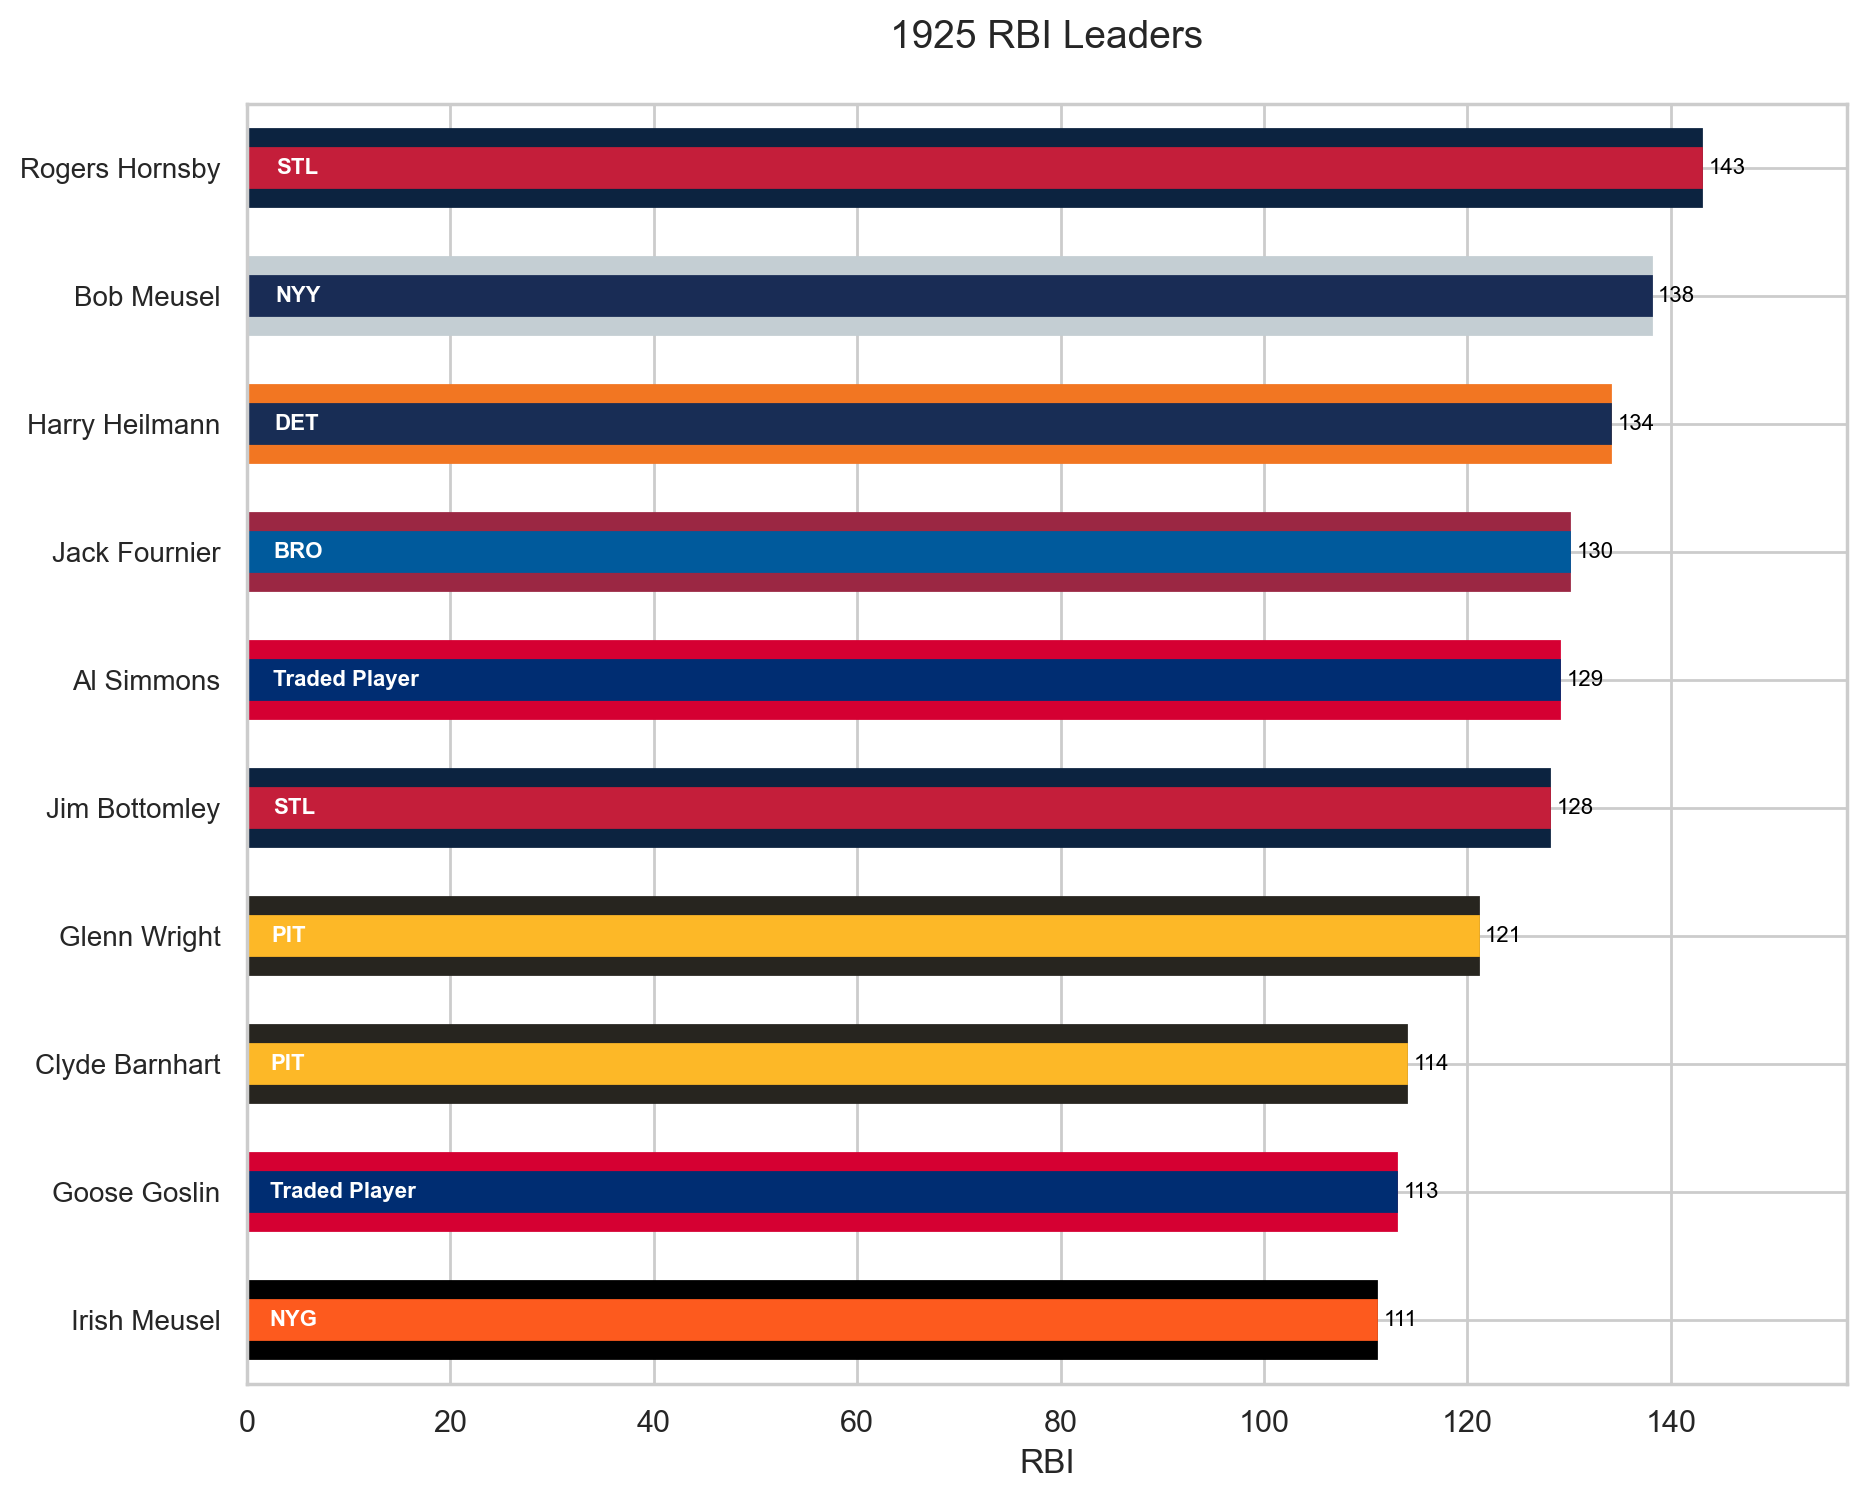 1925 RBI Leaders
Rogers Hornsby STL 143
Bob Meusel NYY 138
Harry Heilmann DET 134
Jack Fournier BRO 130
Al Simmons Traded Player 129
Jim Bottomley STL 128
Glenn Wright PIT 121
Clyde Barnhart PIT 114
Goose Goslin Traded Player 113
Irish Meusel NYG 111
0 20 40 60 80 100 120 140
RBI